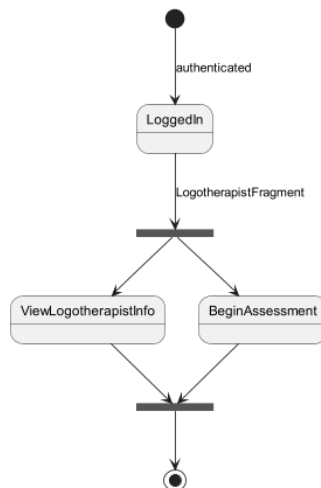 authenticated
LoggedIn
LogotherapistFragment
ViewLogotherapistInfo
BeginAssessment